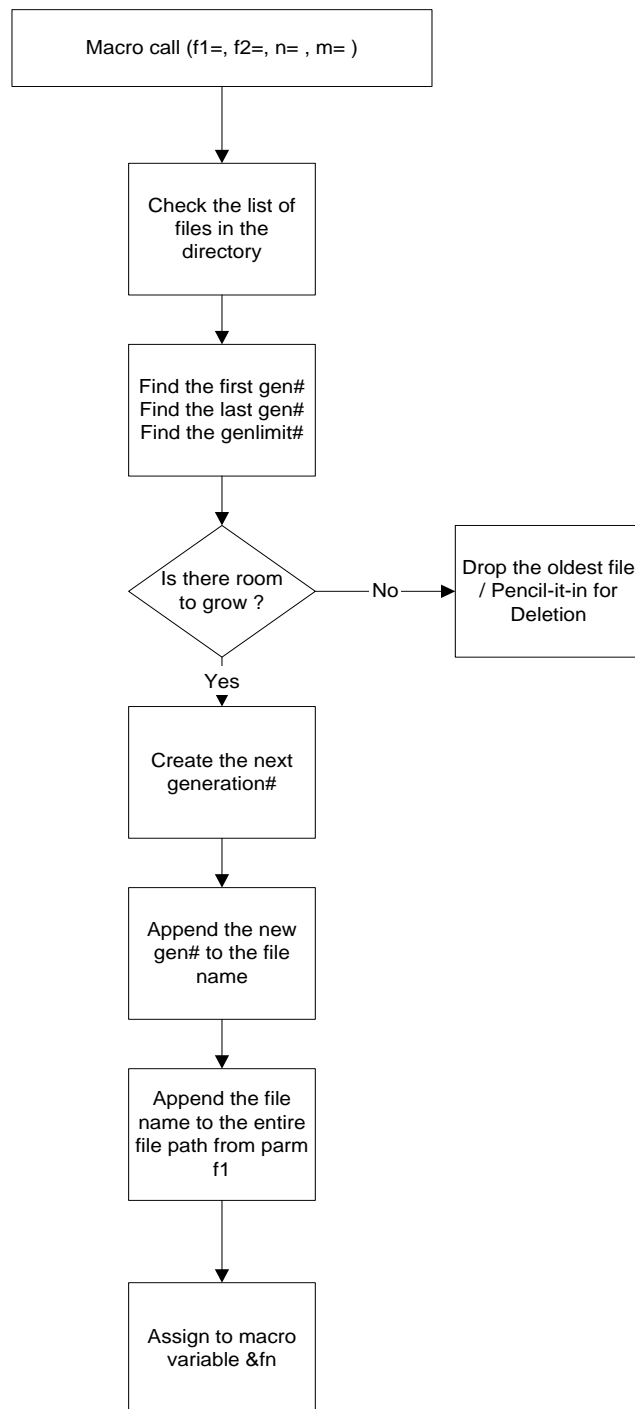 Macro call (f1=, f2=, n= , m= )
Check the list of
files in the
directory
Find the first gen#
Find the last gen#
Find the genlimit#
Is there room
to grow ?
No
Drop the oldest file
/ Pencil-it-in for
Deletion
Yes
Create the next
generation#
Append the new
gen# to the file
name
Append the file
name to the entire
file path from parm
f1
Assign to macro
variable &fn